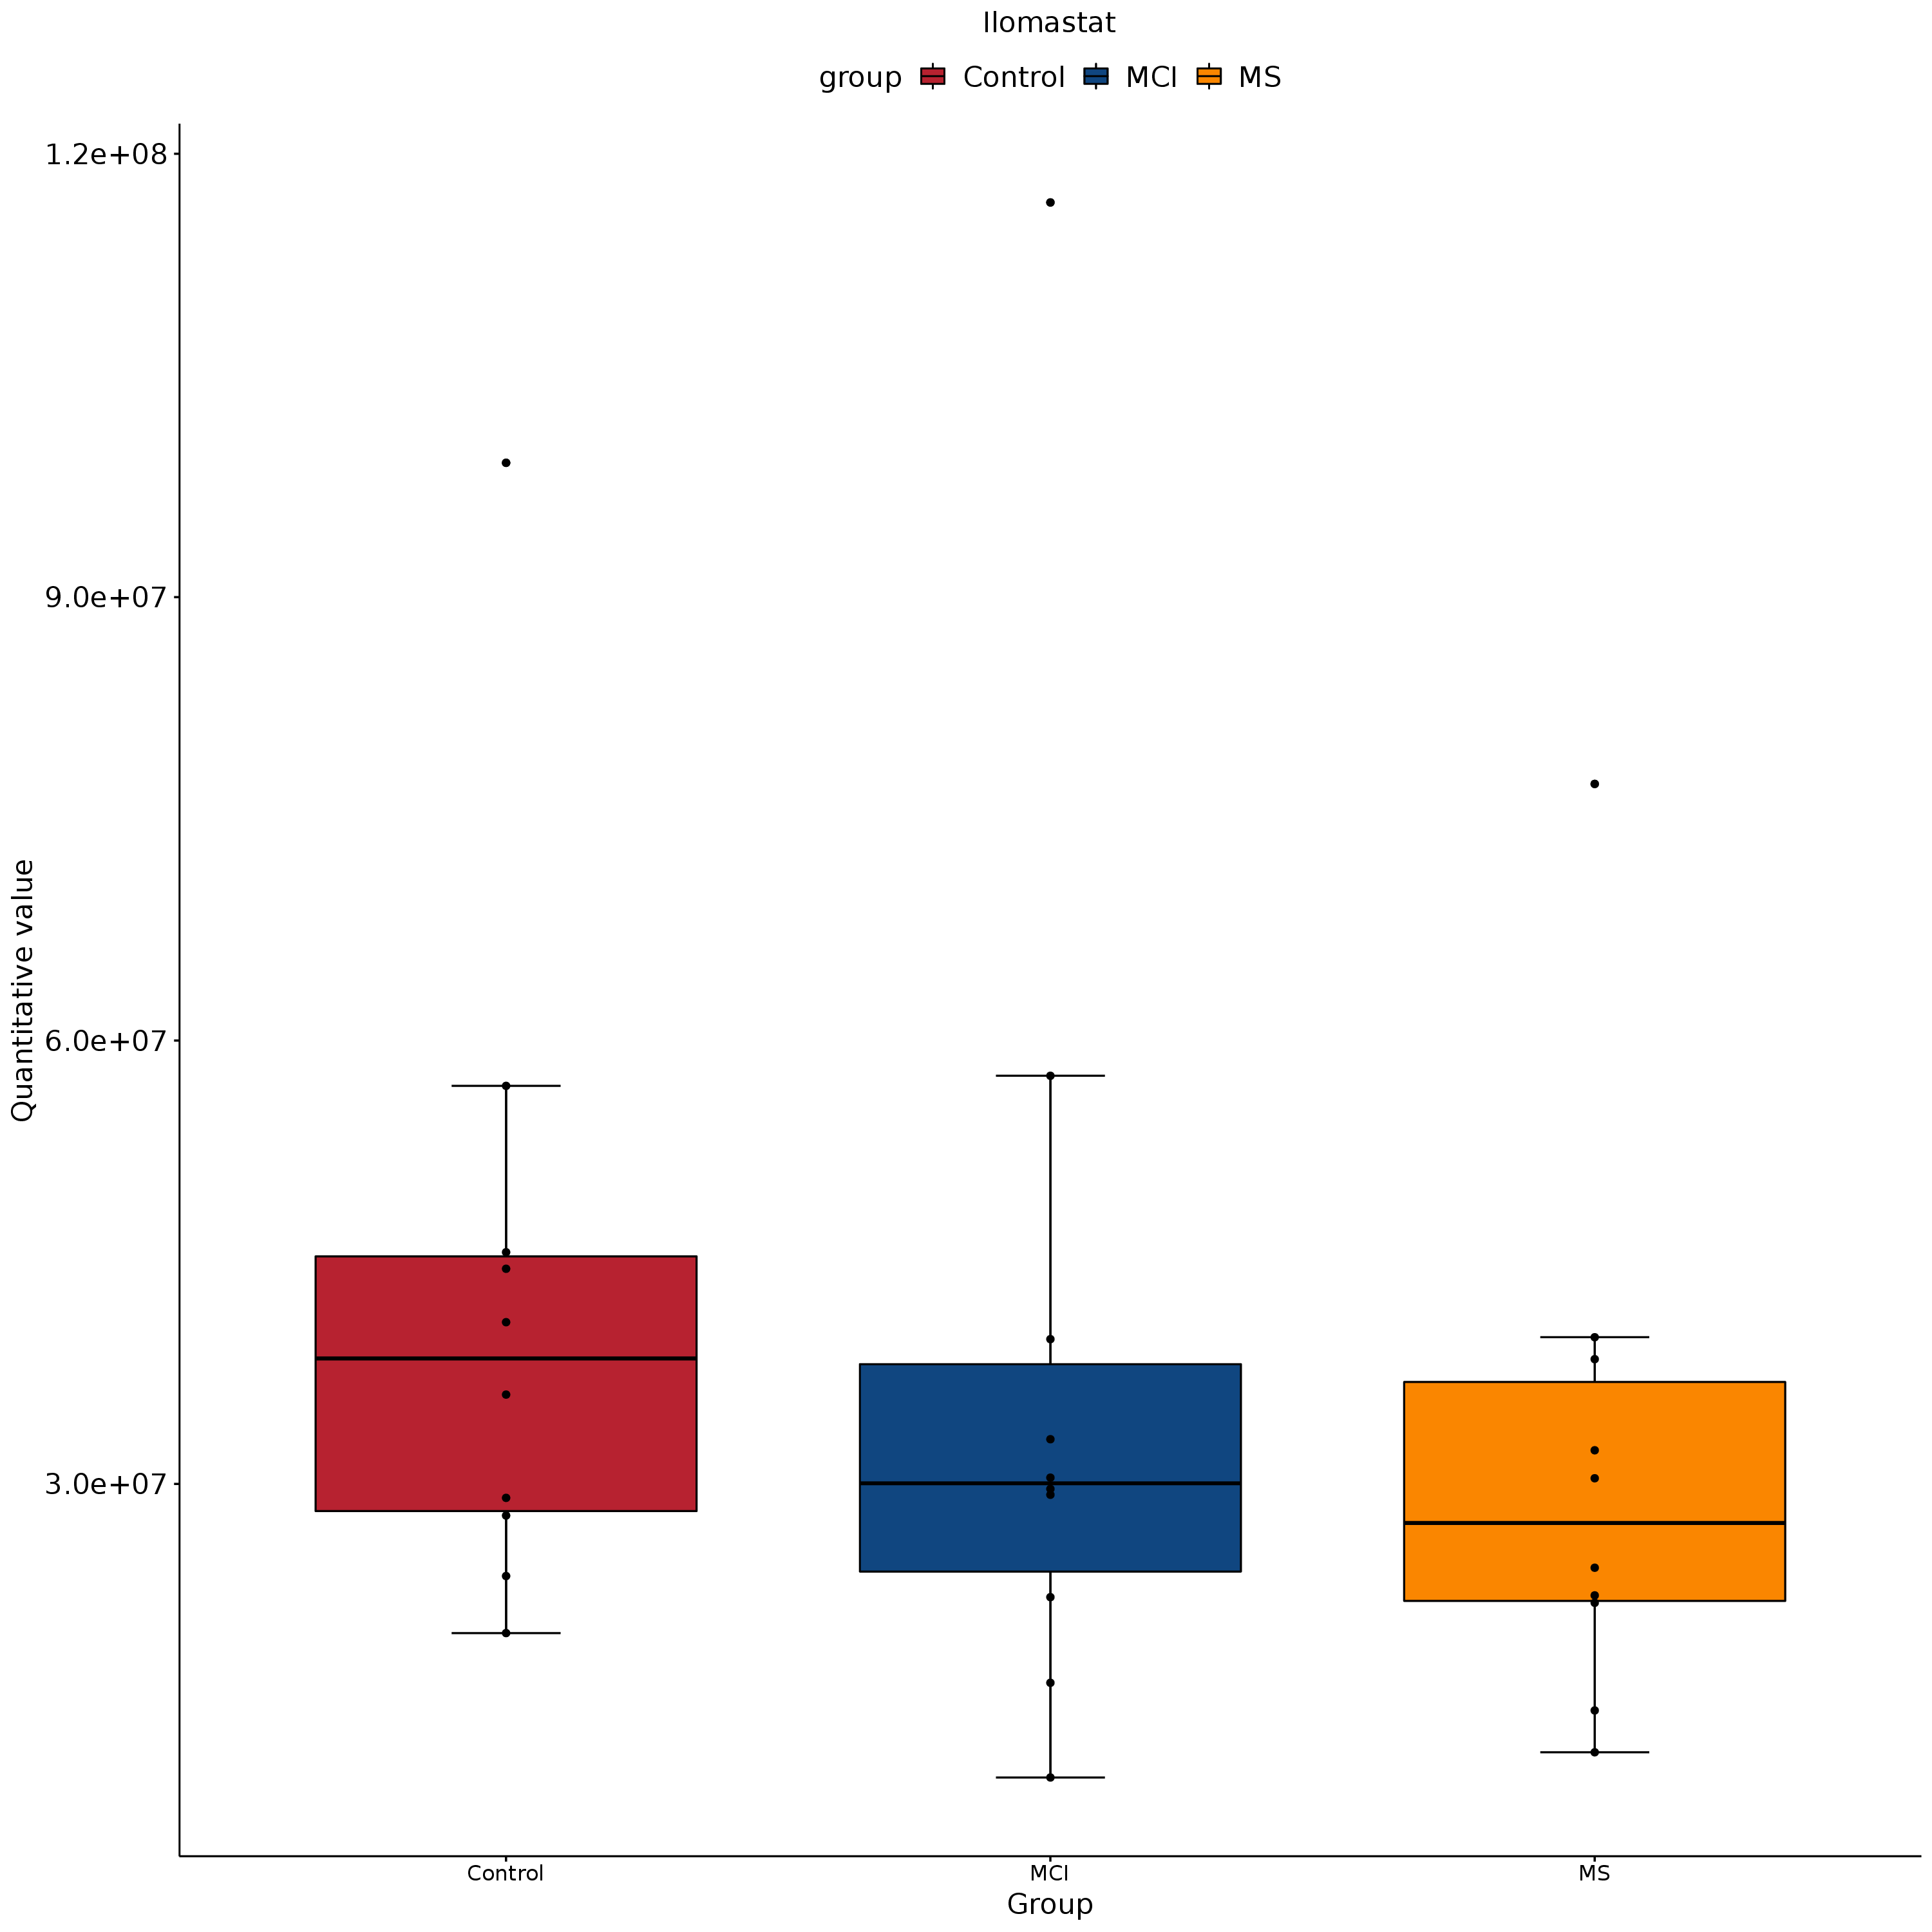 Ilomastat
group Control MCI MS
1.2e+08
9.0e+07
6.0e+07
3.0e+07
Quantitative value
Control MCI MS
Group